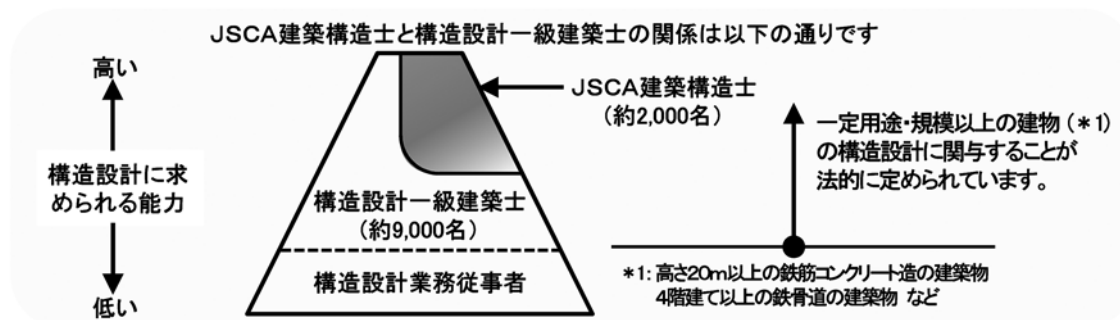 JSCA建築構造士と構造設計一級建築士の関係は以下の通りです
高い
構造設計に求
められる能力
低い
JSCA建築構造士
(約2,000名)
構造設計一級建築士
(約9,000名)
構造設計業務従事者
一定用途・規模以上の建物(*1)
の構造設計に関与することが
法的に定められています。
*1:高さ20m以上の鉄筋コンクリート造の建築物
4階建て以上の鉄骨道の建築物 など